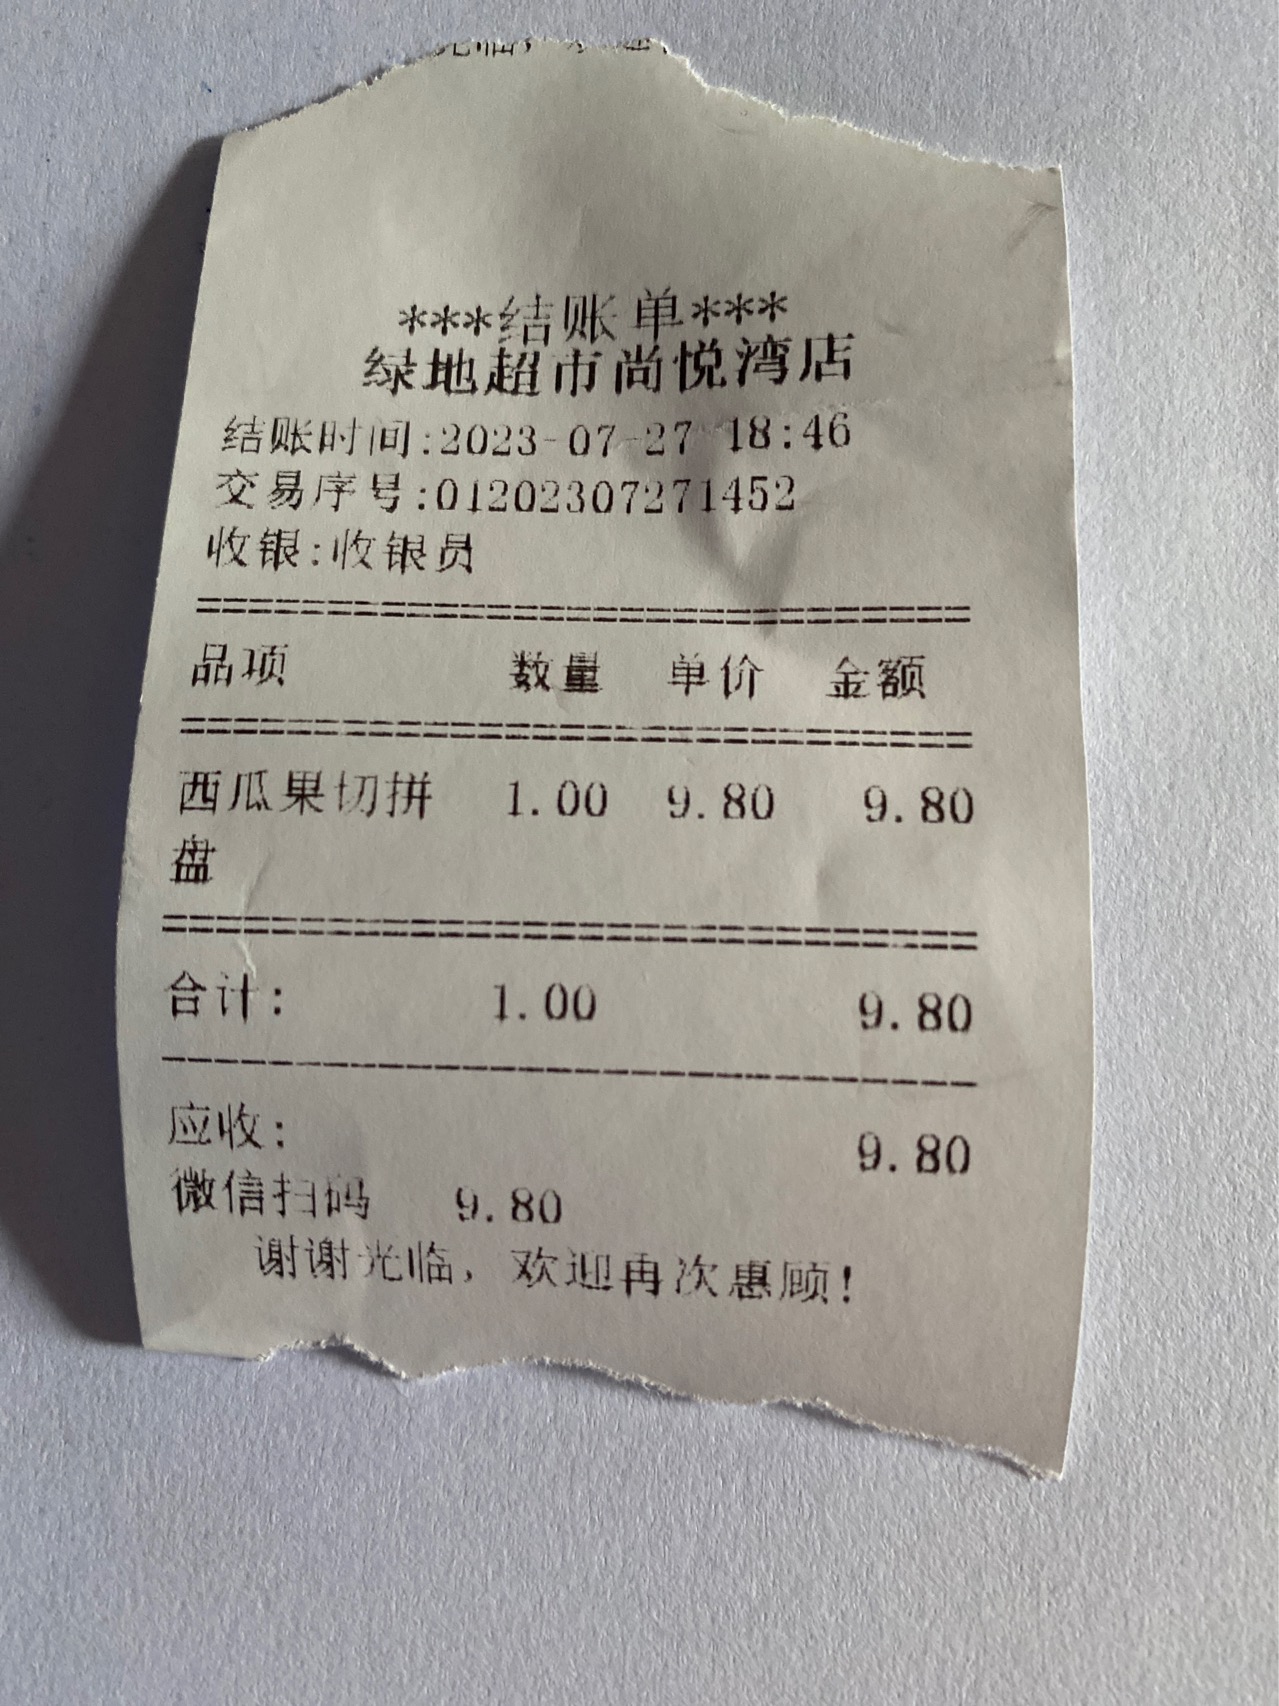 ***结账单***
绿地超市尚悦湾店
结账时间:2023-07-27 18:46
交易序号:01202307271452
收银:收银员
================================
品项 数量 单价 金额
================================
西瓜果切拼 1.00 9.80 9.80
盘
================================
合计: 1.00 9.80
--------------------------------
应收: 9.80
微信扫码 9.80
谢谢光临，欢迎再次惠顾!